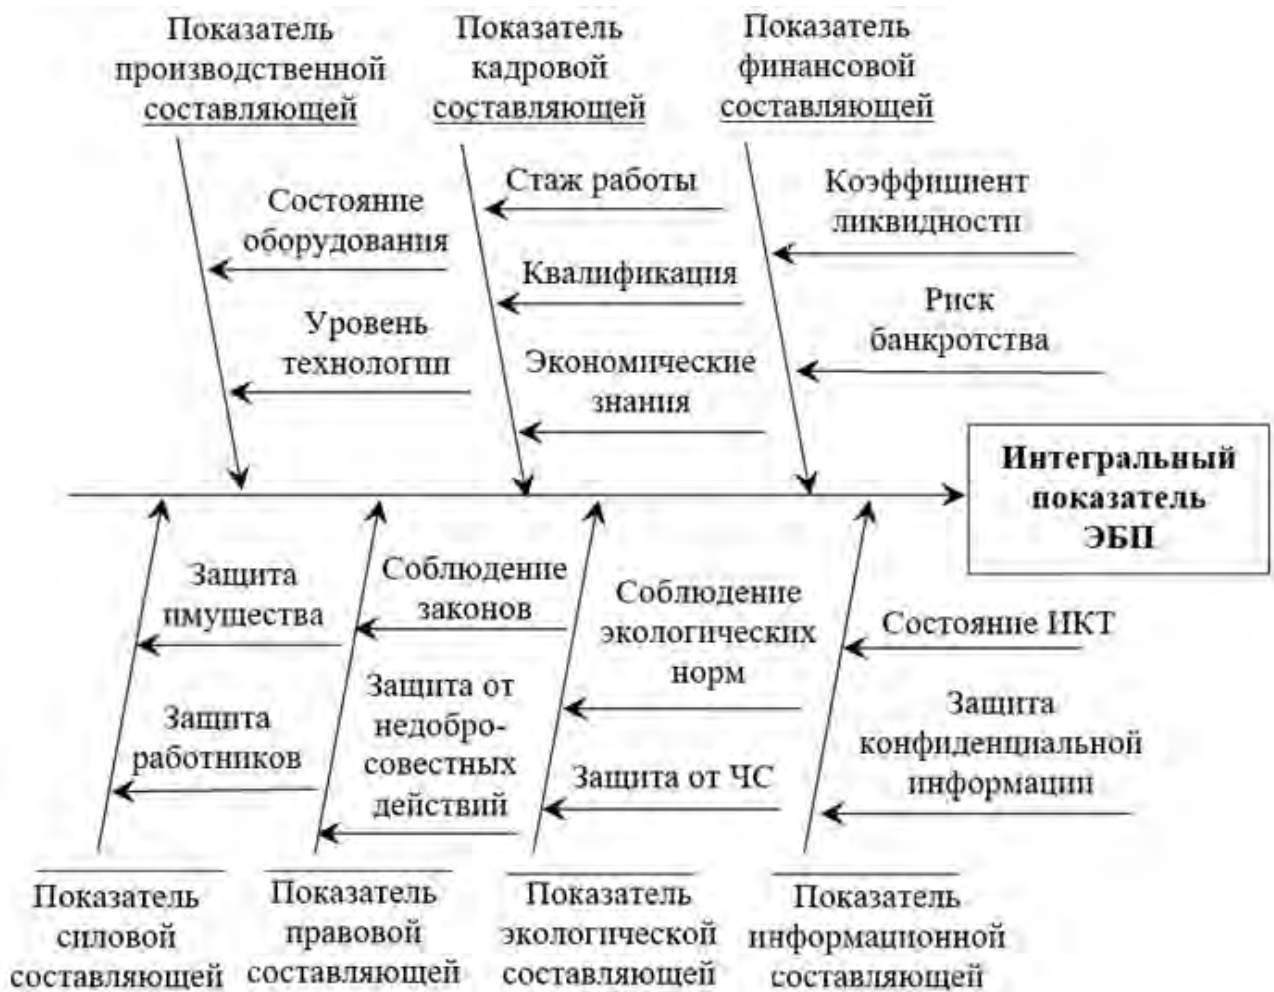 Показатель
производственной
составляющей
Показатель
кадровой
составляющей
Показатель
финансовой
составляющей
Состояние
оборудования
Уровень
технологии
Стаж работы
Квалификация
Экономические
знания
Коэффициент
ликвидности
Риск
банкротства
Интегральный
показатель
ЭБП
Защита
имущества
Защита
работников
Соблюдение
законов
Защита от
недобро-
совестных
действий
Соблюдение
экологических
норм
Защита от ЧС
Состояние ИКТ
Защита
конфиденциальной
информации
Показатель
силовой
составляющей
Показатель
правовой
составляющей
Показатель
экологической
составляющей
Показатель
информационной
составляющей